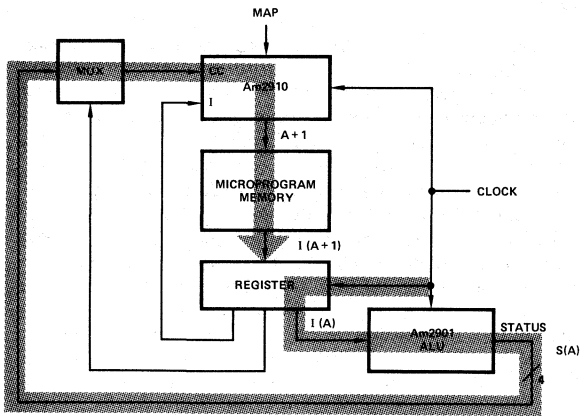 MAP
MUX
CC
Am2910
I
A + 1
MICROPROGRAM
MEMORY
CLOCK
I (A + 1)
REGISTER
I (A)
Am2901
ALU
STATUS
S(A)
4